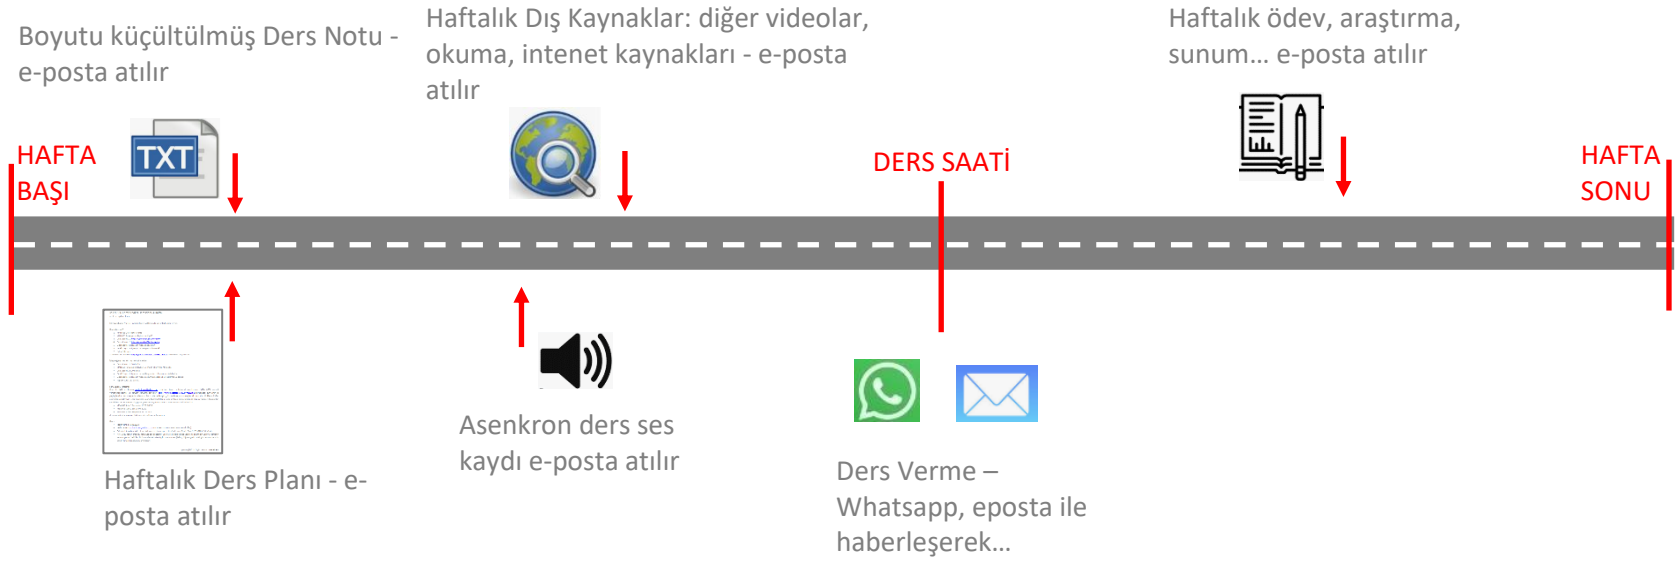 Boyutu küçültülmüş Ders Notu -
e-posta atılır
Haftalık Dış Kaynaklar: diğer videolar,
okuma, intenet kaynakları - e-posta
atılır
Haftalık ödev, araştırma,
sunum... e-posta atılır
TXT
HAFTA
BAŞI
DERS SAATİ
HAFTA
SONU
Haftalık Ders Planı - e-
posta atılır
Asenkron ders ses
kaydı e-posta atılır
Ders Verme –
Whatsapp, eposta ile
haberleşerek...